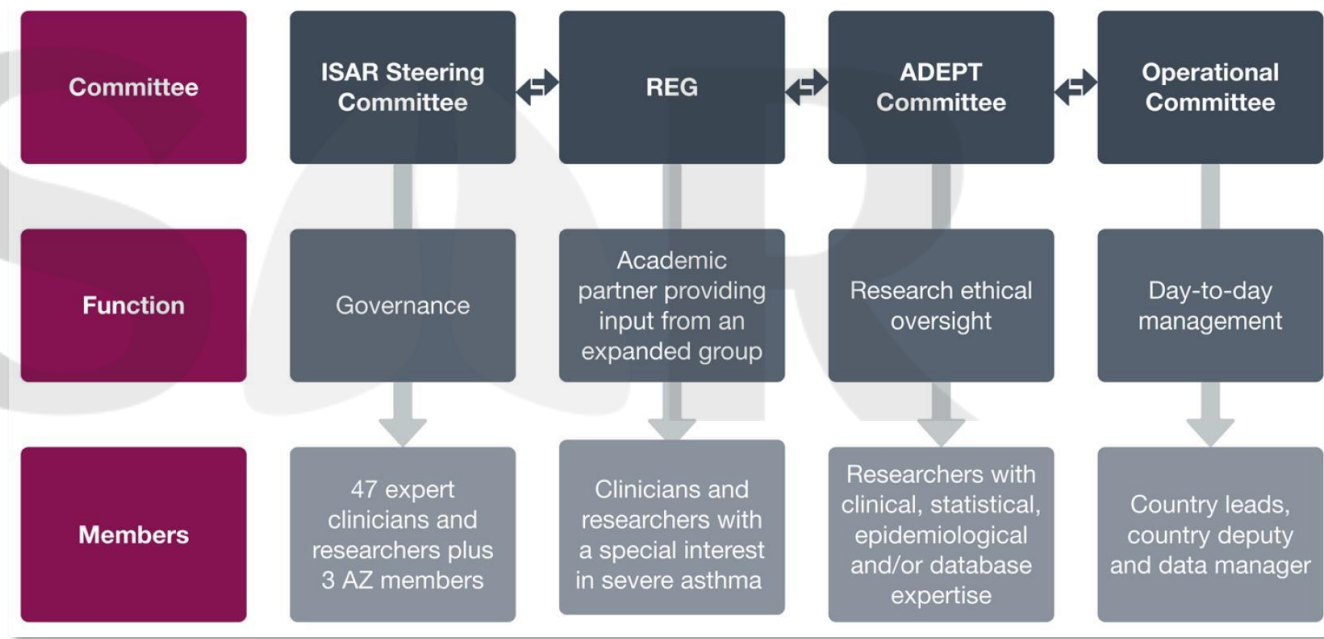 Committee
ISAR Steering
Committee
REG
ADEPT
Committee
Operational
Committee
Function
Governance
Academic
partner providing
input from an
expanded group
Research ethical
oversight
Day-to-day
management
Members
47 expert
clinicians and
researchers plus
3 AZ members
Clinicians and
researchers with
a special interest
in severe asthma
Researchers with
clinical, statistical,
epidemiological
and/or database
expertise
Country leads,
country deputy
and data manager